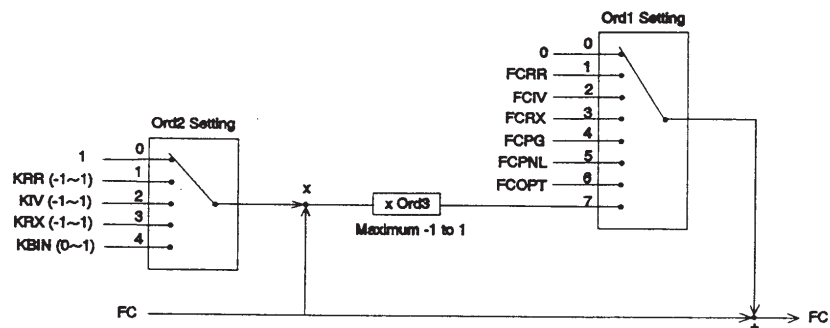 Ord1 Setting
0 0
FCRR 1
FCIV 2
FCRX 3
FCPG 4
FCPNL 5
FCOPT 6
7
Ord2 Setting
1 0
KRR (-1~1) 1
KIV (-1~1) 2
KRX (-1~1) 3
KBIN (0~1) 4
x
x Ord3
Maximum -1 to 1
FC
FC
+